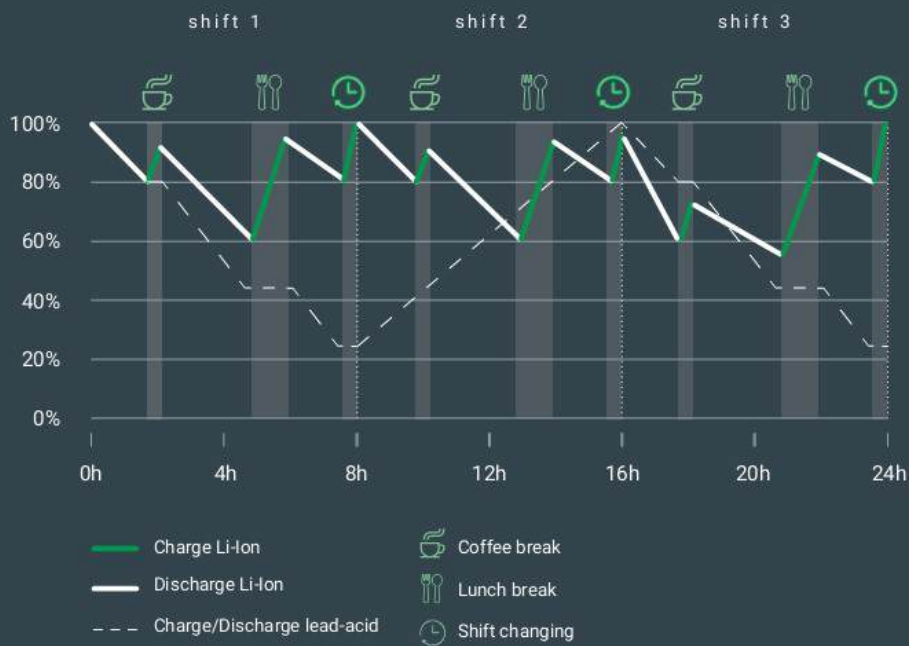 shift 1
shift 2
shift 3
100%
80%
60%
40%
20%
0%
0h
4h
8h
12h
16h
20h
24h
Charge Li-Ion
Coffee break
Discharge Li-Ion
Lunch break
Charge/Discharge lead-acid
Shift changing